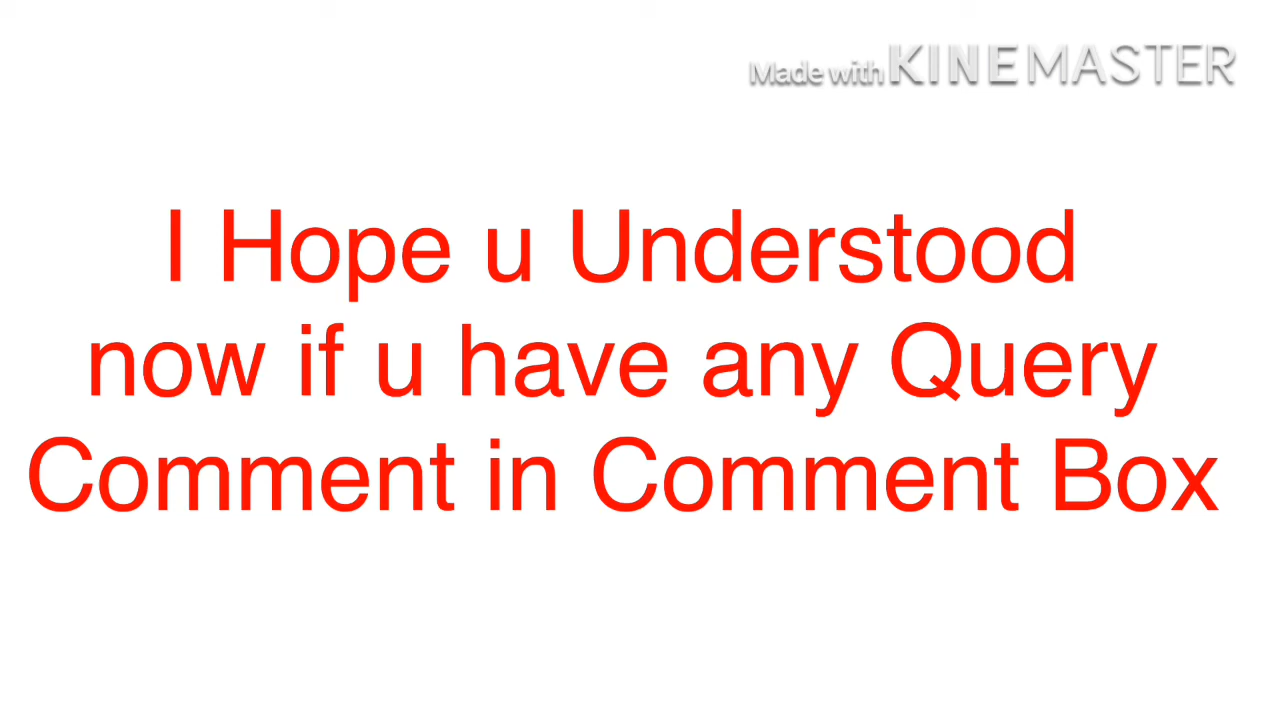 Made with KINEMASTER
I Hope u Understood
now if u have any Query
Comment in Comment Box